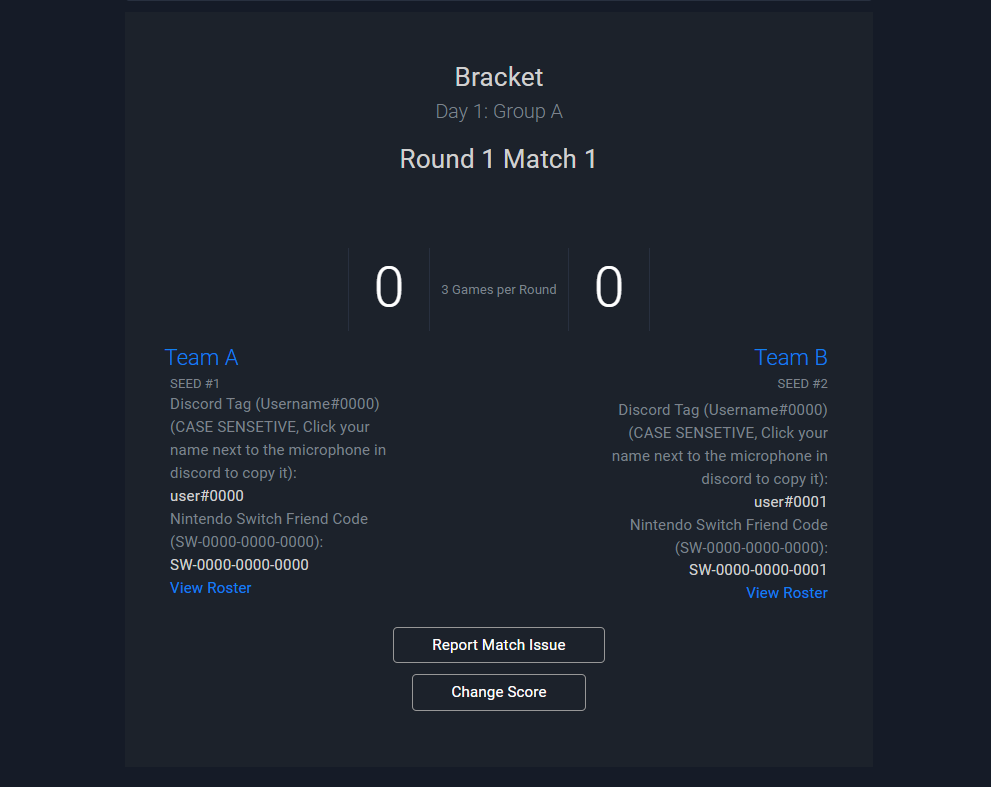 Bracket
Day 1: Group A
Round 1 Match 1
0
3 Games per Round
0
Team A
SEED #1
Discord Tag (Username#0000)
(CASE SENSETIVE, Click your
name next to the microphone in
discord to copy it):
user#0000
Nintendo Switch Friend Code
(SW-0000-0000-0000):
SW-0000-0000-0000
View Roster
Team B
SEED #2
Discord Tag (Username#0000)
(CASE SENSETIVE, Click your
name next to the microphone in
discord to copy it):
user#0001
Nintendo Switch Friend Code
(SW-0000-0000-0000):
SW-0000-0000-0001
View Roster
Report Match Issue
Change Score